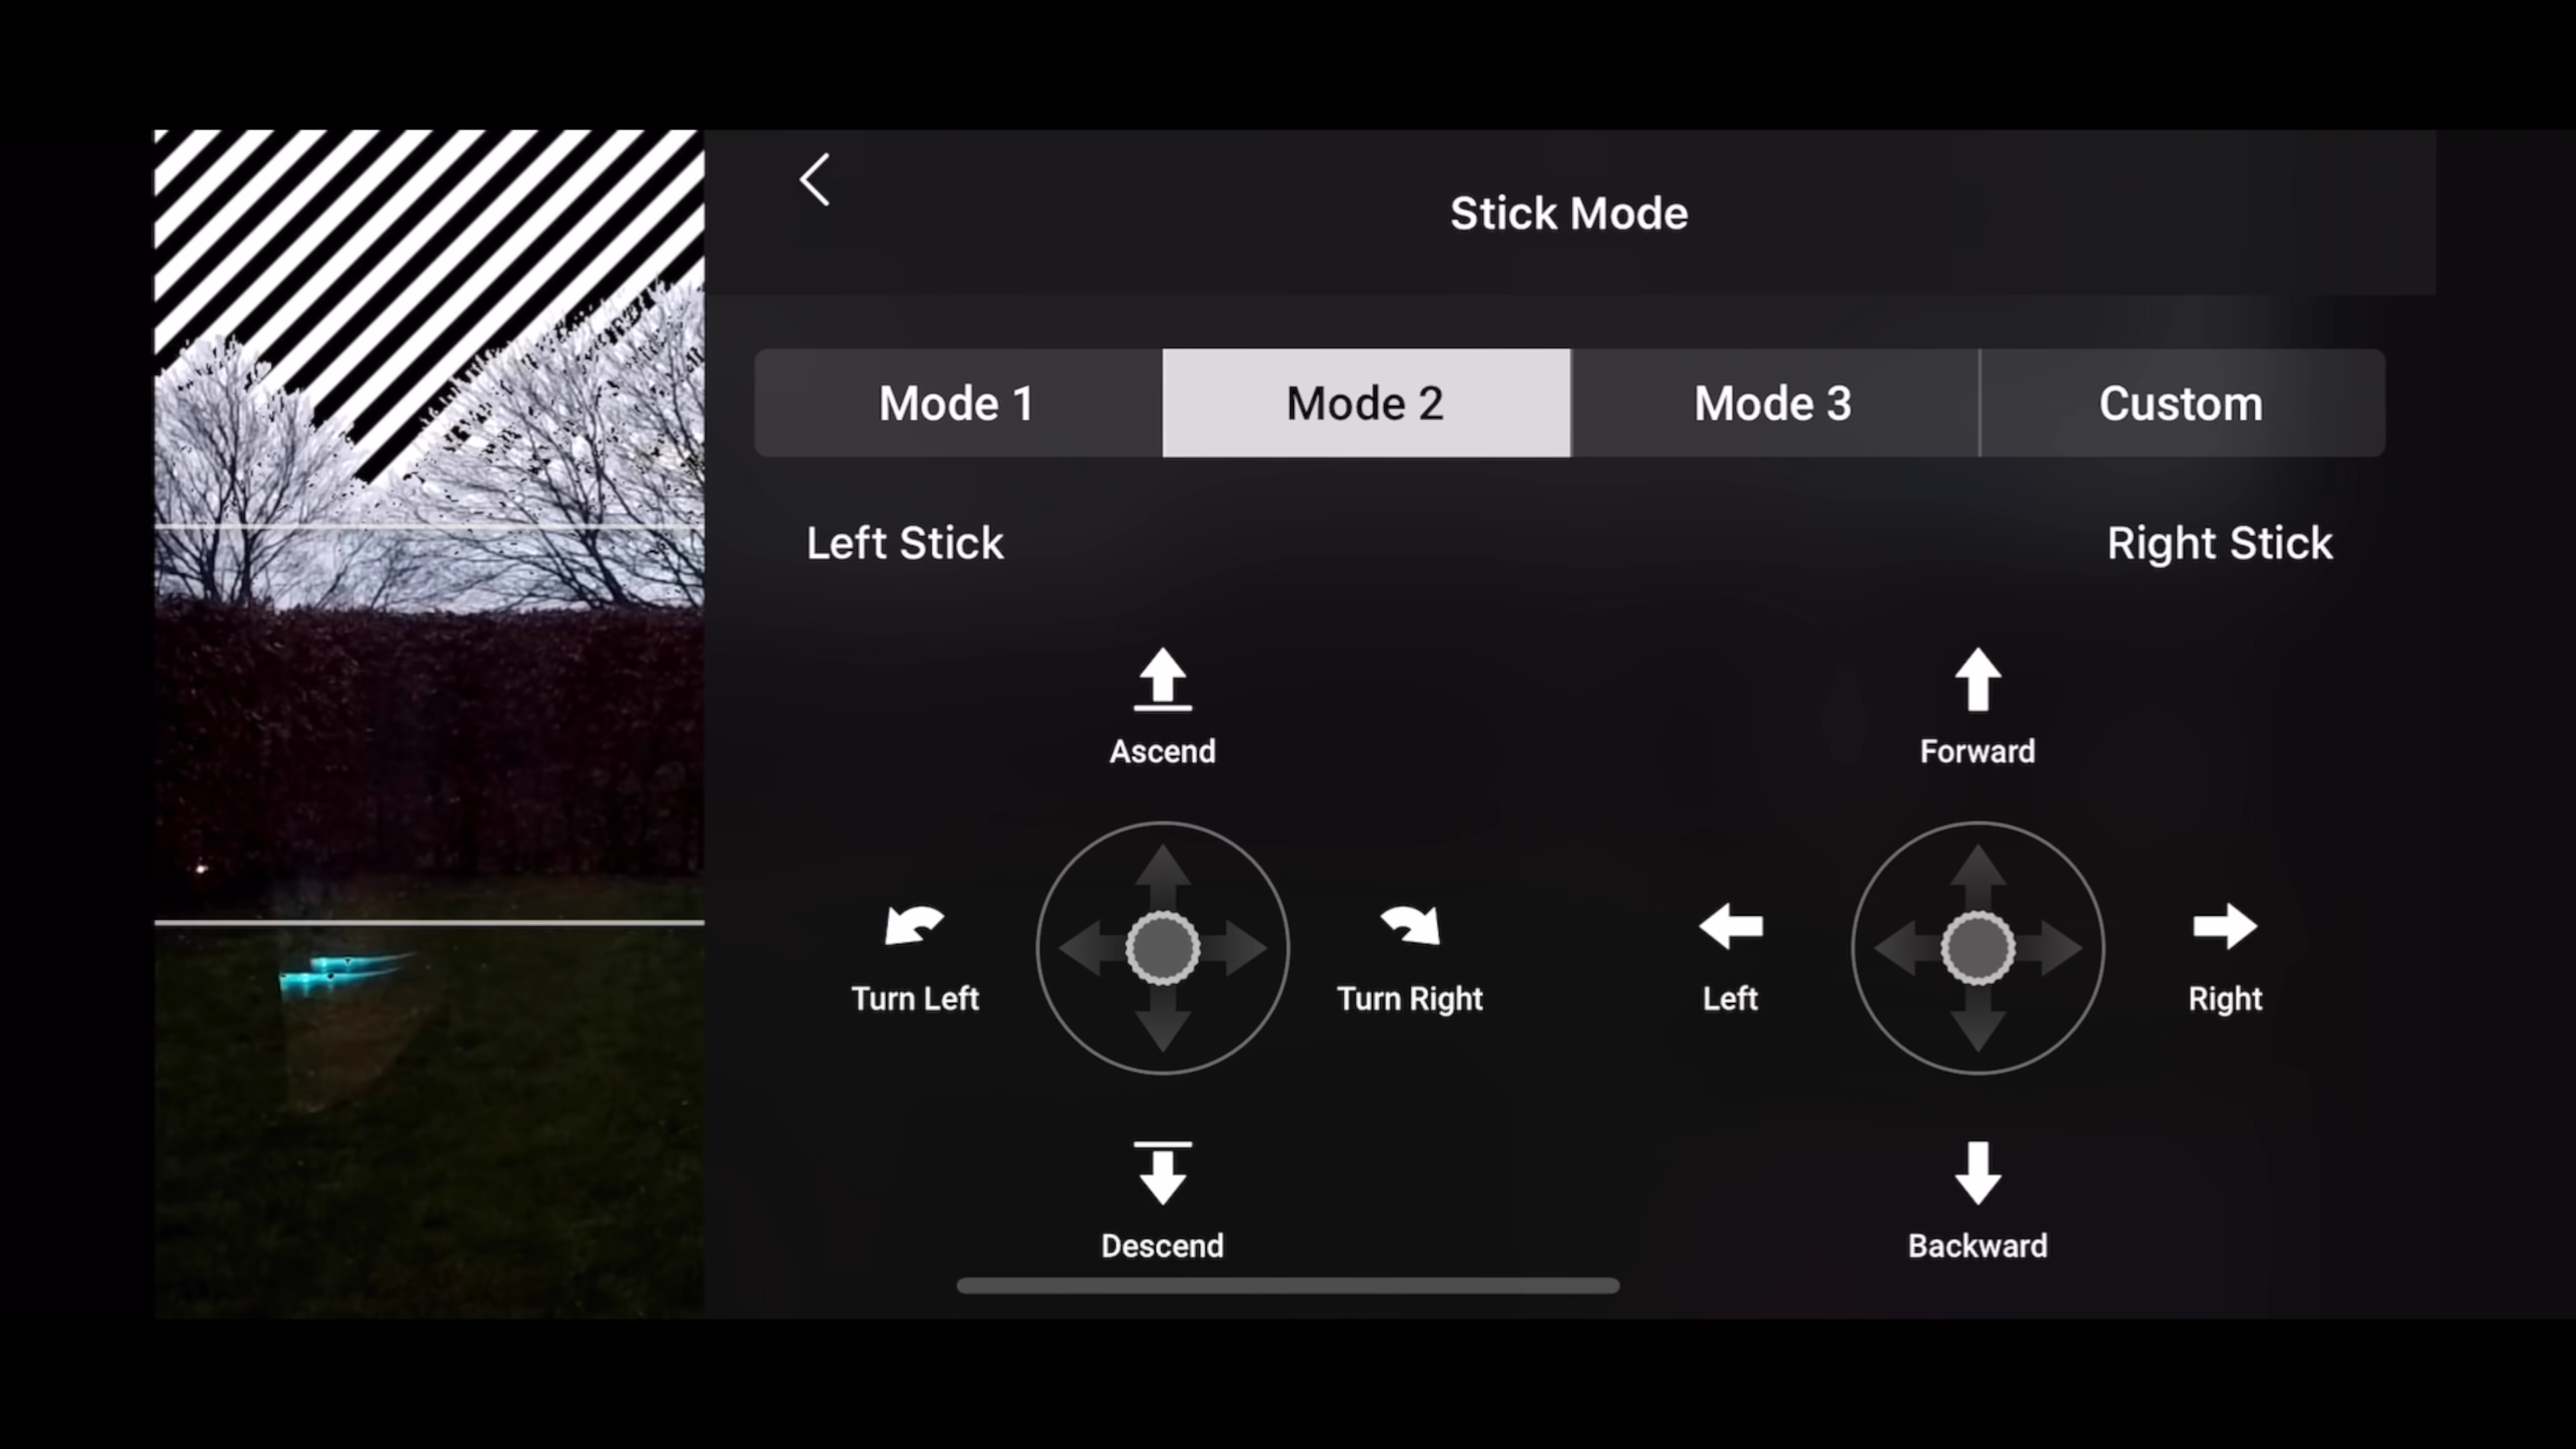 Stick Mode
Mode 1 Mode 2 Mode 3 Custom
Left Stick Right Stick
Ascend Forward
Turn Left Turn Right Left Right
Descend Backward